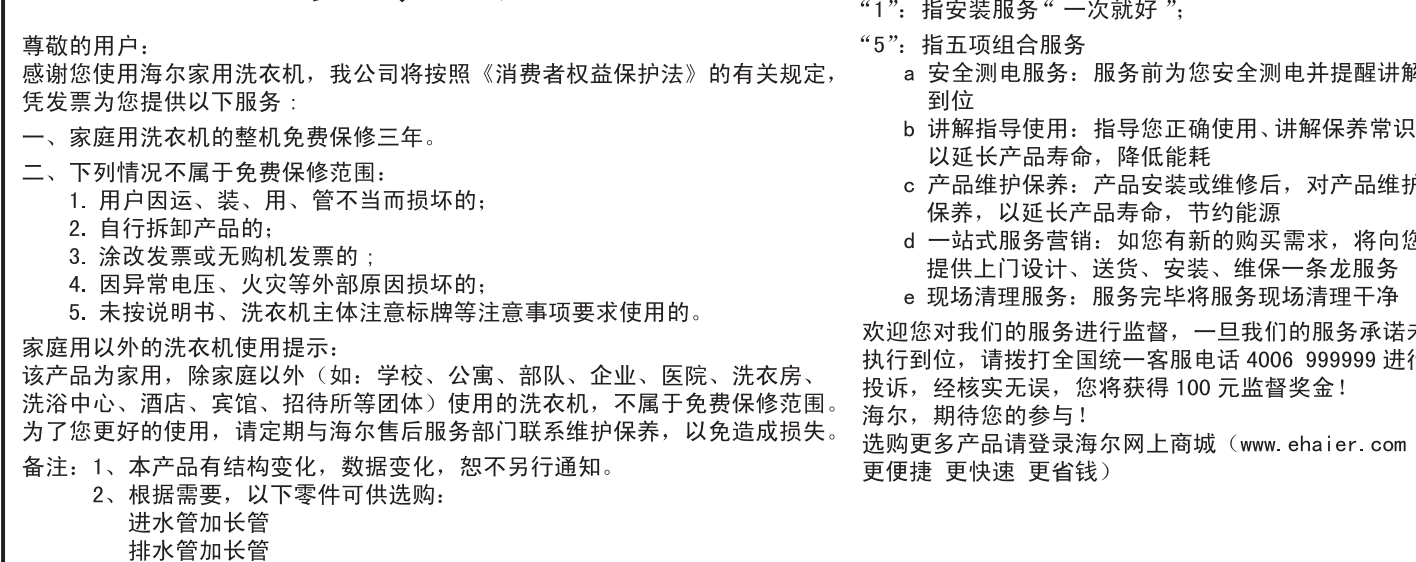 尊敬的用户：
感谢您使用海尔家用洗衣机，我公司将按照《消费者权益保护法》的有关规定，
凭发票为您提供以下服务：
一、家庭用洗衣机的整机免费保修三年。
二、下列情况不属于免费保修范围：
1. 用户因运、装、用、管不当而损坏的；
2. 自行拆卸产品的；
3. 涂改发票或无购机发票的；
4. 因异常电压、火灾等外部原因损坏的；
5. 未按说明书、洗衣机主体注意标牌等注意事项要求使用的。
家庭用以外的洗衣机使用提示：
该产品为家用，除家庭以外（如：学校、公寓、部队、企业、医院、洗衣房、
洗浴中心、酒店、宾馆、招待所等团体）使用的洗衣机，不属于免费保修范围。
为了您更好的使用，请定期与海尔售后服务部门联系维护保养，以免造成损失。
备注：1、本产品有结构变化，数据变化，恕不另行通知。
2、根据需要，以下零件可供选购：
进水管加长管
排水管加长管
“1”：指安装服务“一次就好”；
“5”：指五项组合服务
a 安全测电服务：服务前为您安全测电并提醒讲解
到位
b 讲解指导使用：指导您正确使用、讲解保养常识
以延长产品寿命，降低能耗
c 产品维护保养：产品安装或维修后，对产品维护
保养，以延长产品寿命，节约能源
d 一站式服务营销：如您有新的购买需求，将向您
提供上门设计、送货、安装、维保一条龙服务
e 现场清理服务：服务完毕将服务现场清理干净
欢迎您对我们的服务进行监督，一旦我们的服务承诺未
执行到位，请拨打全国统一客服电话 4006 999999 进行
投诉，经核实无误，您将获得 100 元监督奖金！
海尔，期待您的参与！
选购更多产品请登录海尔网上商城（www.ehaier.com
更便捷 更快速 更省钱）